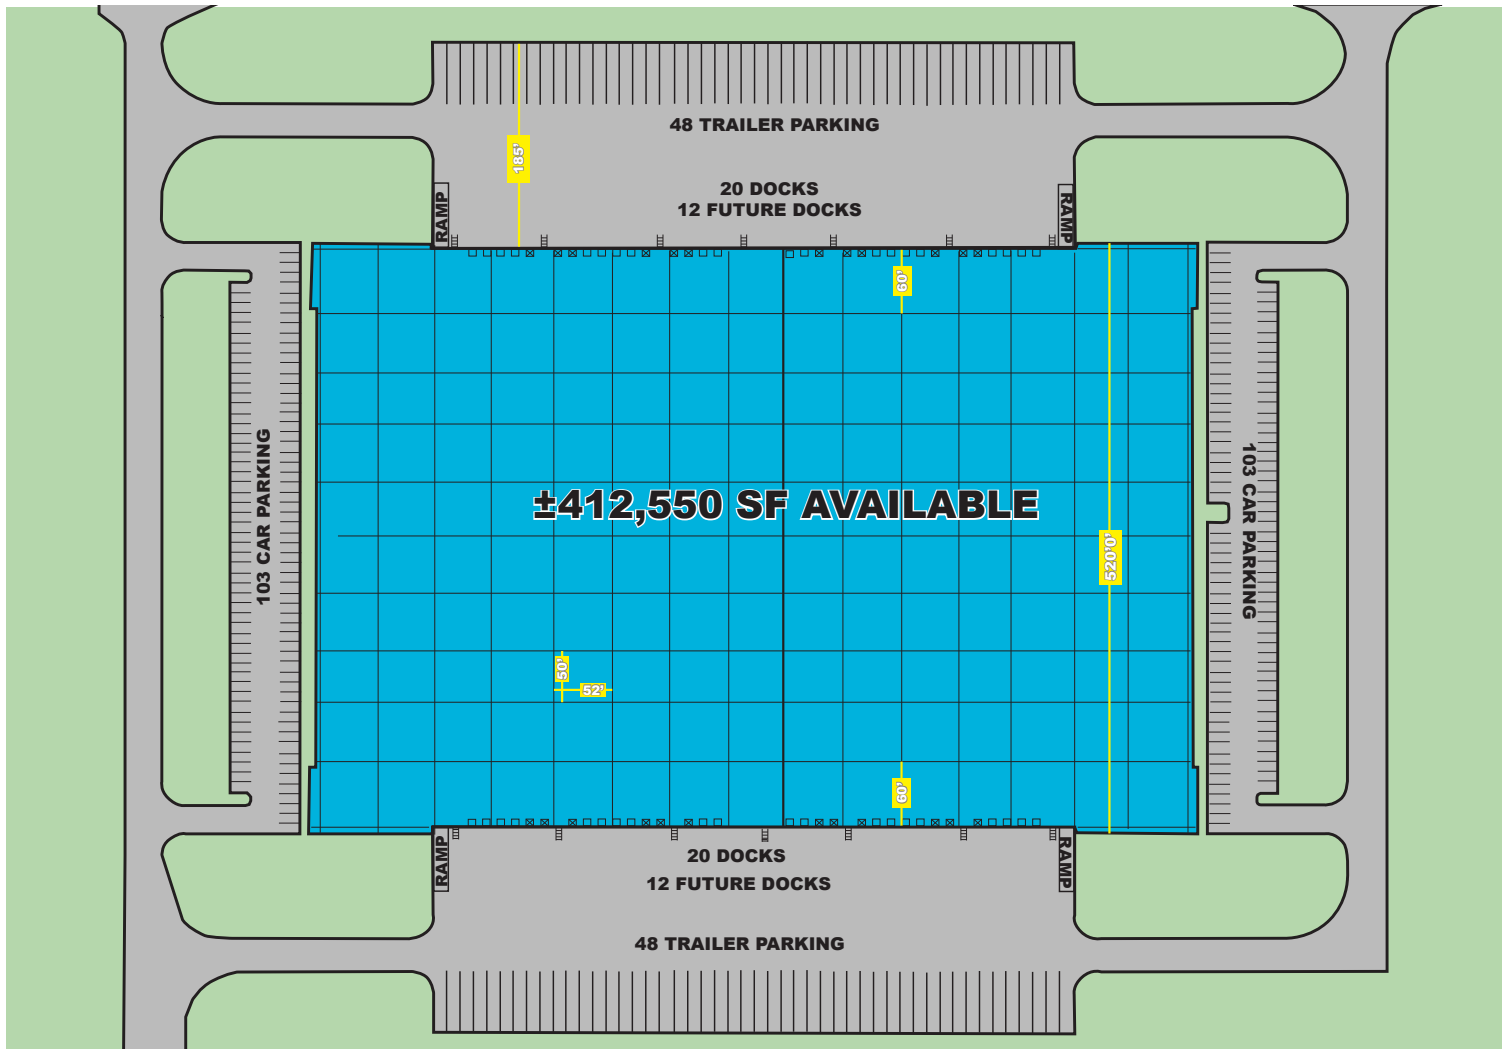 48 TRAILER PARKING
185'
20 DOCKS
12 FUTURE DOCKS
RAMP
RAMP
60'
±412,550 SF AVAILABLE
103 CAR PARKING
103 CAR PARKING
520'0'
50'
52'
60'
RAMP
RAMP
20 DOCKS
12 FUTURE DOCKS
48 TRAILER PARKING